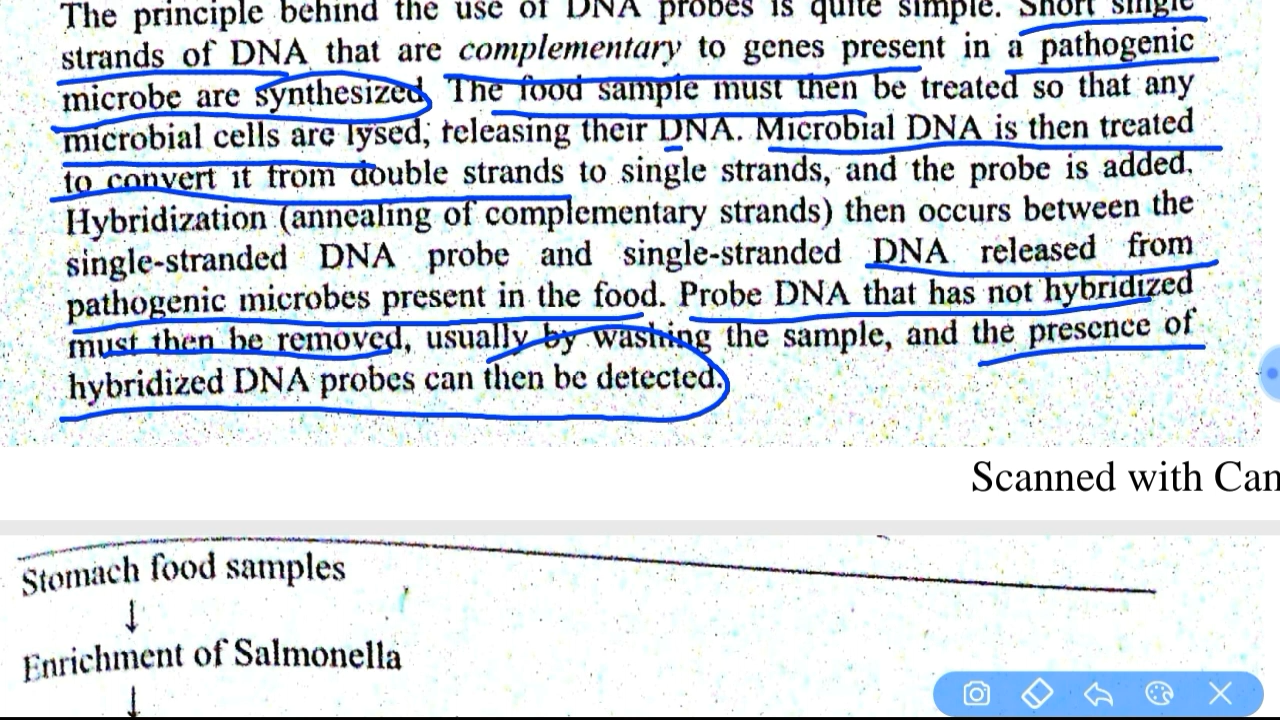 The principle behind the use of DNA probes is quite simple. Short single
strands of DNA that are complementary to genes present in a pathogenic
microbe are synthesized. The food sample must then be treated so that any
microbial cells are lysed, releasing their DNA. Microbial DNA is then treated
to convert it from double strands to single strands, and the probe is added.
Hybridization (annealing of complementary strands) then occurs between the
single-stranded DNA probe and single-stranded DNA released from
pathogenic microbes present in the food. Probe DNA that has not hybridized
must then be removed, usually by washing the sample, and the presence of
hybridized DNA probes can then be detected.
Scanned with Cam
Stomach food samples
↓
Enrichment of Salmonella
↓